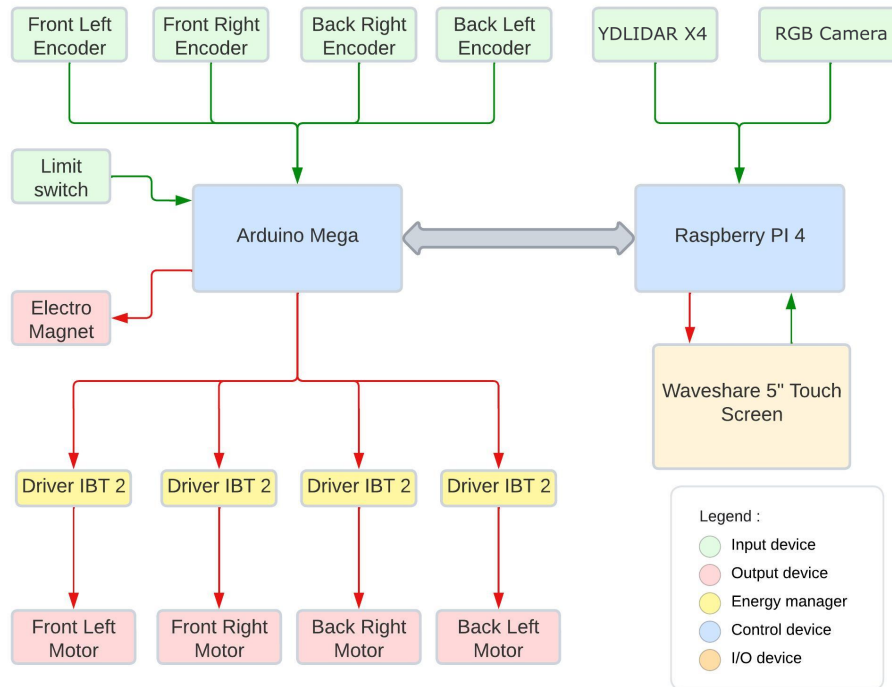 Front Left
Encoder
Front Right
Encoder
Back Right
Encoder
Back Left
Encoder
YDLIDAR X4
RGB Camera
Limit
switch
Arduino Mega
Raspberry PI 4
Electro
Magnet
Waveshare 5" Touch
Screen
Driver IBT 2
Driver IBT 2
Driver IBT 2
Driver IBT 2
Legend :
Input device
Output device
Energy manager
Control device
I/O device
Front Left
Motor
Front Right
Motor
Back Right
Motor
Back Left
Motor